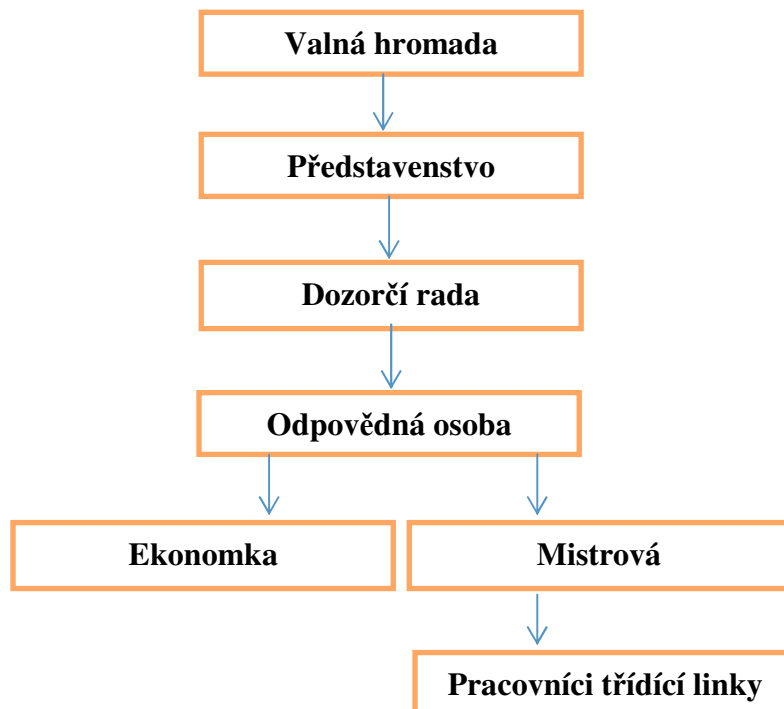 Valná hromada
Představenstvo
Dozorčí rada
Odpovědná osoba
Ekonomka
Mistrová
Pracovníci třídící linky